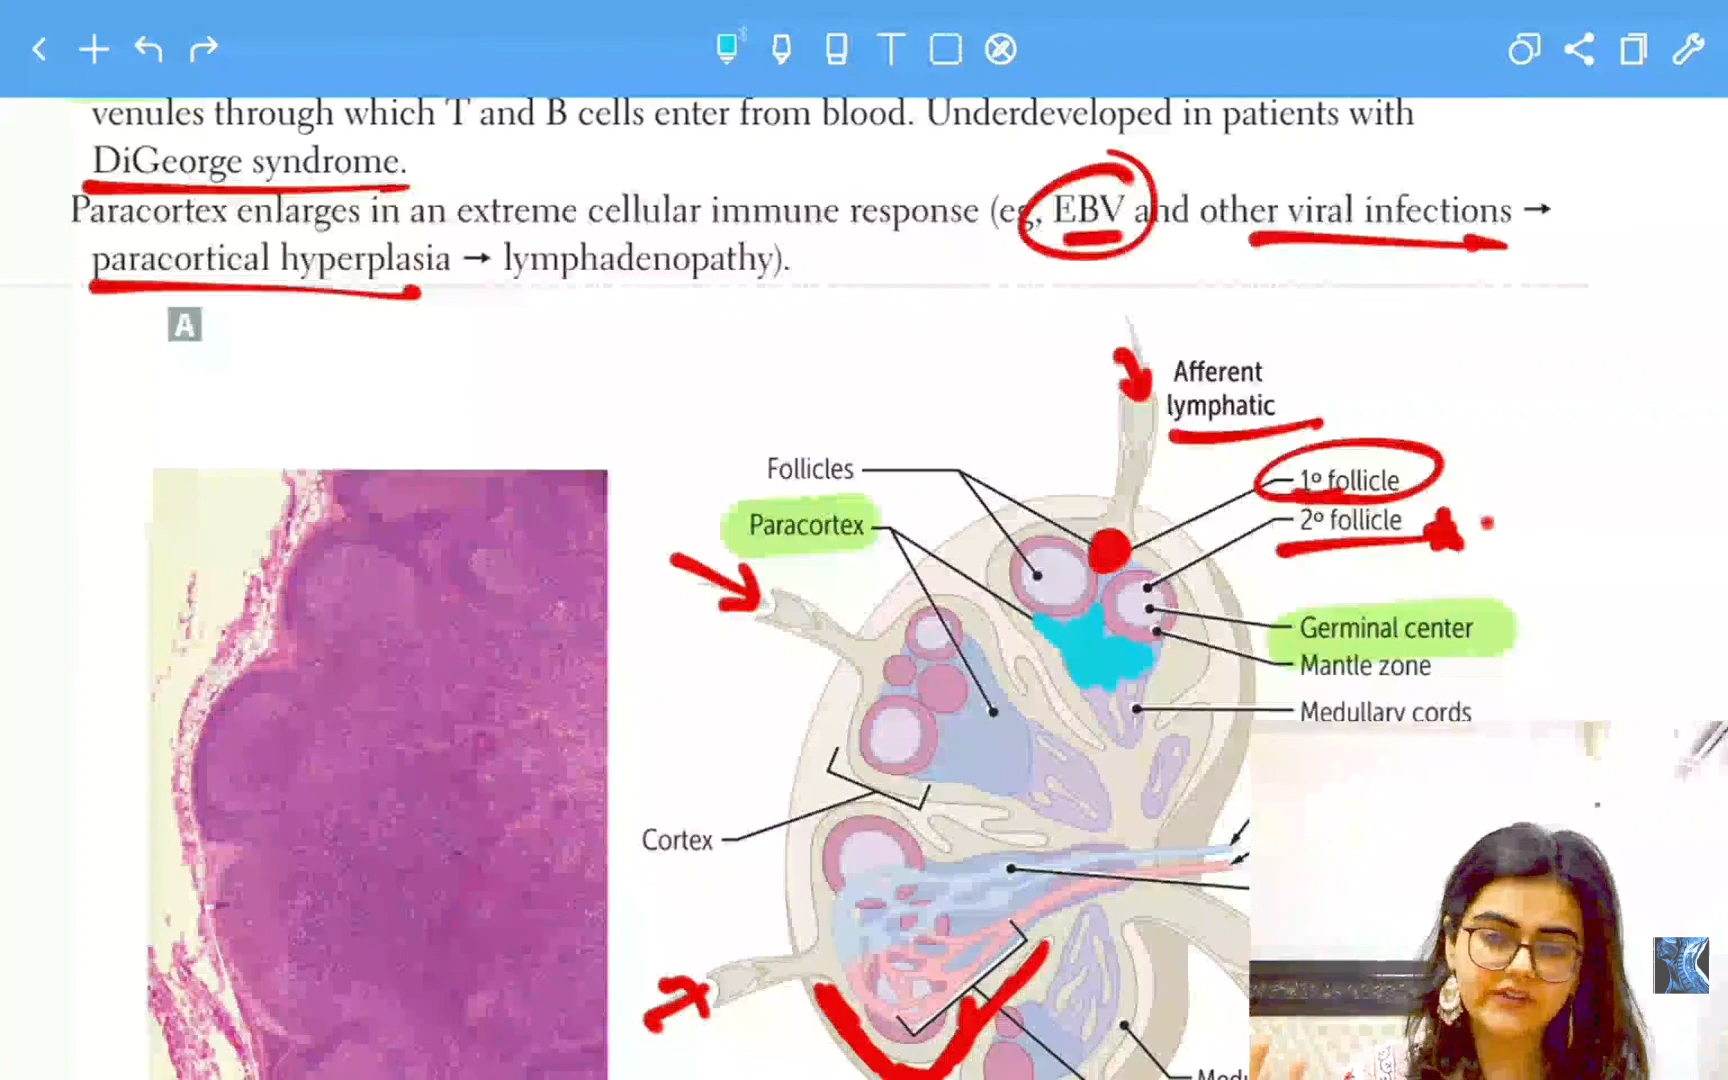 venules through which T and B cells enter from blood. Underdeveloped in patients with
DiGeorge syndrome.
Paracortex enlarges in an extreme cellular immune response (eg, EBV and other viral infections →
paracortical hyperplasia → lymphadenopathy).
A
Afferent
lymphatic
Follicles
1º follicle
Paracortex
2º follicle
Germinal center
Mantle zone
Medullary cords
Cortex